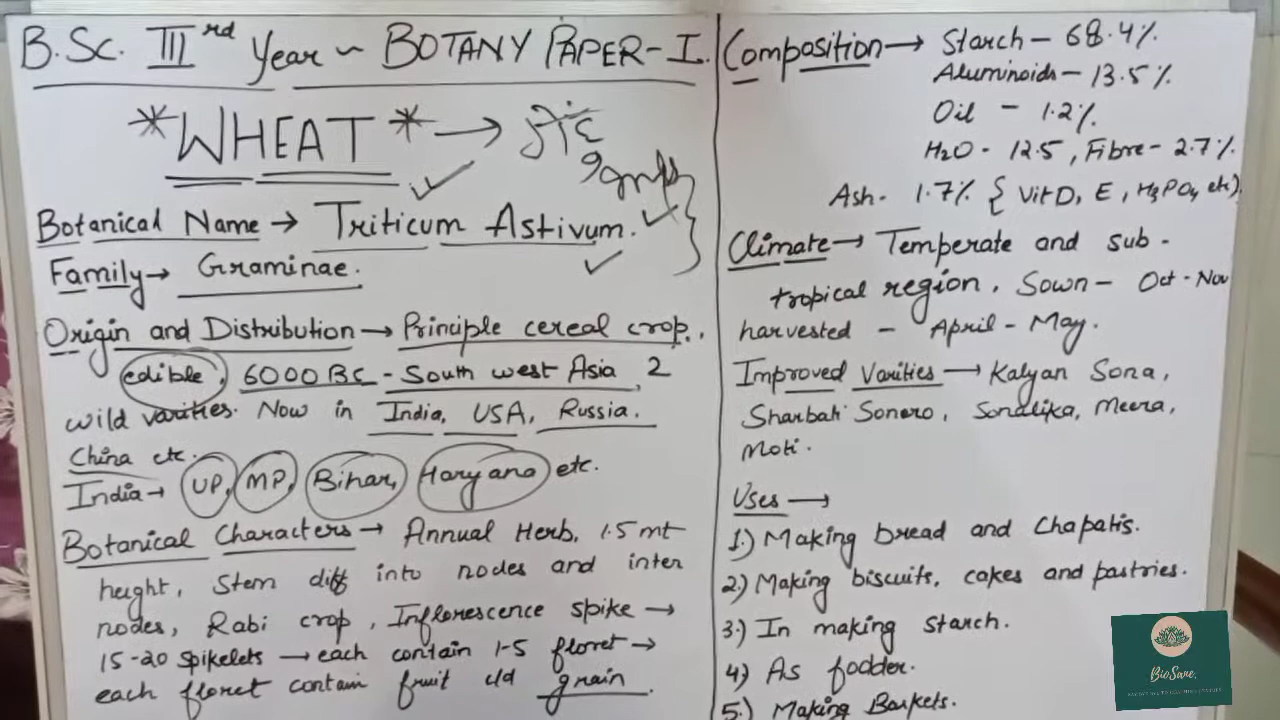 B.Sc. IIIrd Year ~ BOTANY PAPER-I.
*WHEAT* →
Botanical Name → Triticum Astivum.
Family → Graminae.
Origin and Distribution → Principle cereal crop,
edible, 6000 BC - South west Asia, 2
wild varities. Now in India, USA, Russia.
China etc.
India → UP, MP, Bihar, Haryana etc.
Botanical Characters → Annual Herb, 1.5 mt
height, Stem diff into nodes and inter
nodes, Rabi crop, Inflorescence spike →
15-20 Spikelets → each contain 1-5 floret →
each floret contain fruit c/d grain.
Composition → Starch - 68.4%
Aluminoids - 13.5%
Oil - 1.2%
H2O - 12.5, Fibre - 2.7%
Ash - 1.7% { Vit D, E, H3PO4 etc)
Climate → Temperate and sub -
tropical region, Sown - Oct - Nov
harvested - April - May.
Improved Varities → Kalyan Sona,
Sharbati Sonero, Sonalika, Meera,
Moti.
Uses →
1.) Making bread and Chapatis.
2.) Making biscuits, cakes and pastries.
3.) In making Starch.
4) As fodder.
5.) Making Baskets.
BioSane.